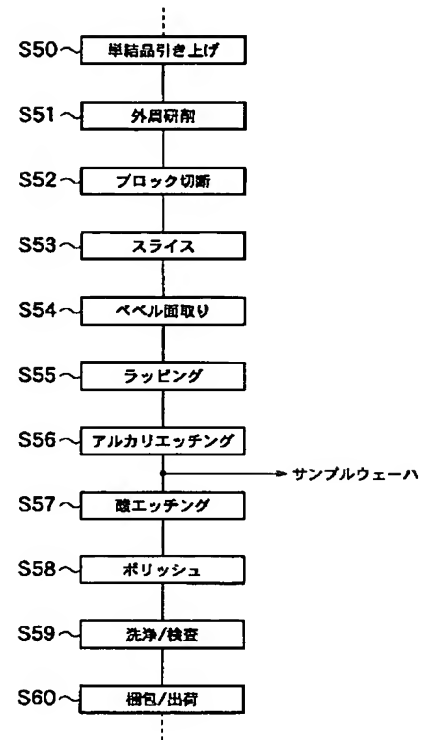 S50 単結晶引き上げ
S51 外周研削
S52 ブロック切断
S53 スライス
S54 ベベル面取り
S55 ラッピング
S56 アルカリエッチング
サンプルウェーハ
S57 酸エッチング
S58 ポリッシュ
S59 洗浄/検査
S60 梱包/出荷